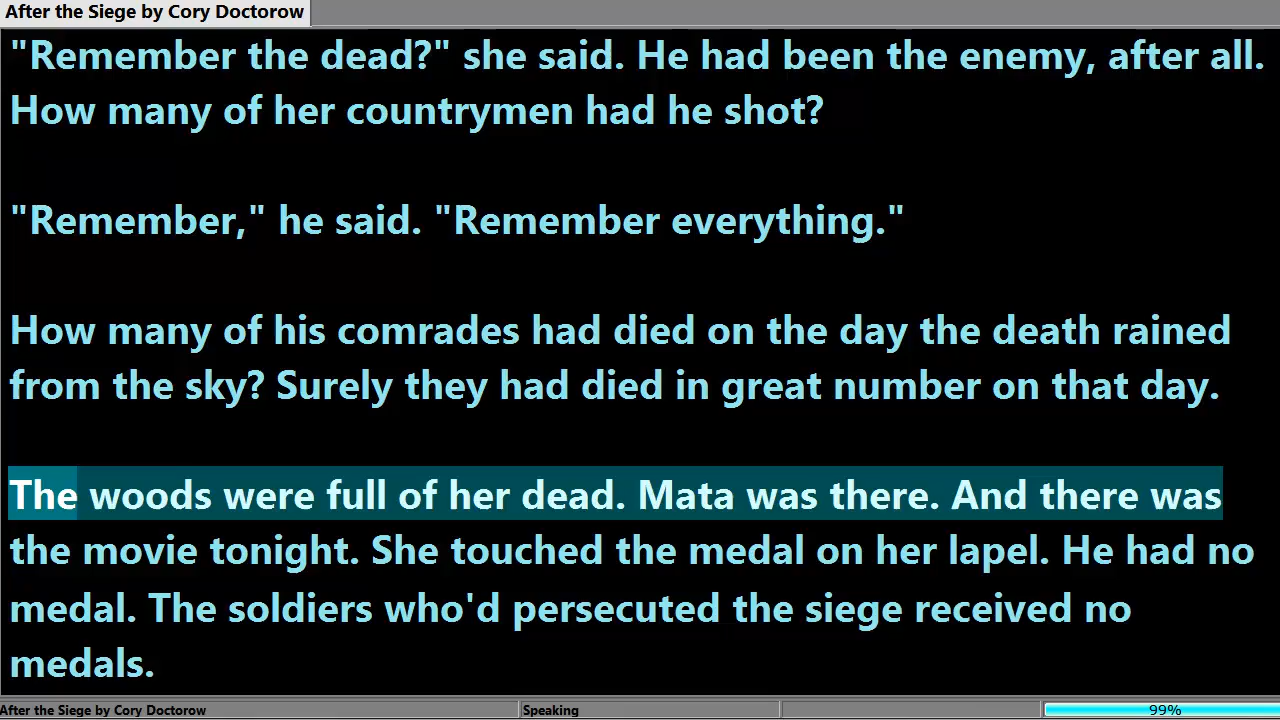 After the Siege by Cory Doctorow
"Remember the dead?" she said. He had been the enemy, after all.
How many of her countrymen had he shot?
"Remember," he said. "Remember everything."
How many of his comrades had died on the day the death rained
from the sky? Surely they had died in great number on that day.
The woods were full of her dead. Mata was there. And there was
the movie tonight. She touched the medal on her lapel. He had no
medal. The soldiers who'd persecuted the siege received no
medals.
After the Siege by Cory Doctorow
Speaking
99%